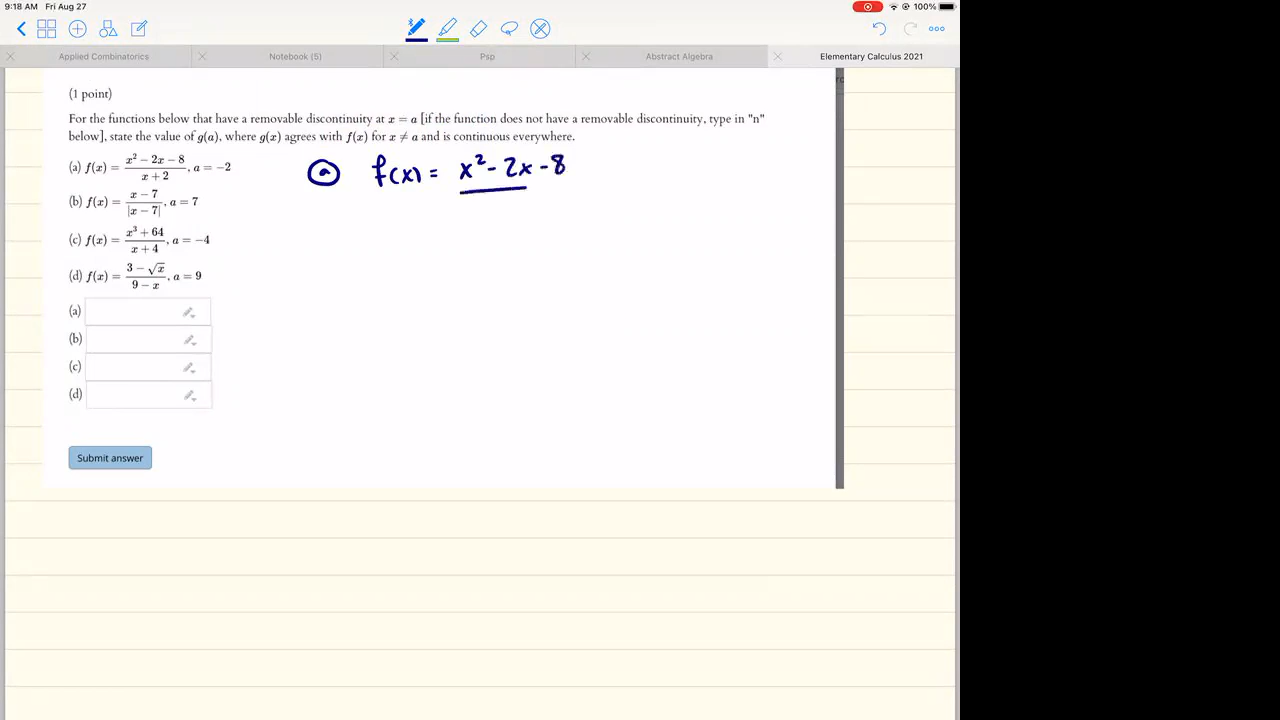 9:18 AM Fri Aug 27
100%
Applied Combinatorics
Notebook (5)
Psp
Abstract Algebra
Elementary Calculus 2021
(1 point)
For the functions below that have a removable discontinuity at x = a [if the function does not have a removable discontinuity, type in "n"
below], state the value of g(a), where g(x) agrees with f(x) for x ≠ a and is continuous everywhere.
(a) f(x) = (x² − 2x − 8)/(x + 2), a = −2
ⓐ f(x) = x² - 2x - 8
(b) f(x) = (x − 7)/|x − 7|, a = 7
(c) f(x) = (x³ + 64)/(x + 4), a = −4
(d) f(x) = (3 − √x)/(9 − x), a = 9
(a)
(b)
(c)
(d)
Submit answer